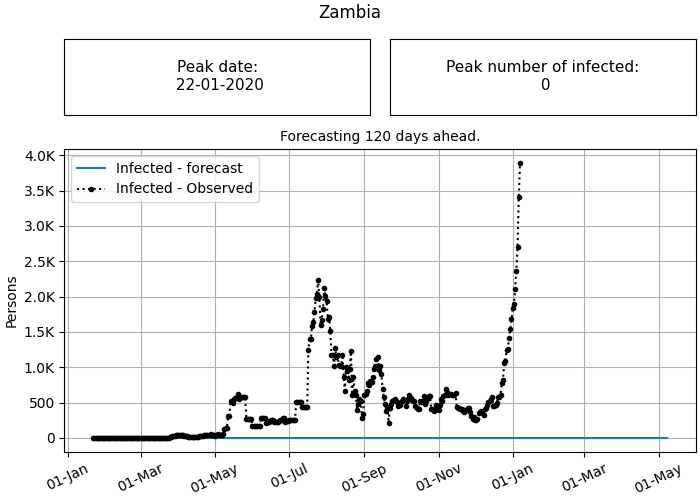 Zambia
Peak date:
22-01-2020
Peak number of infected:
0
Forecasting 120 days ahead.
Infected - forecast
Infected - Observed
Persons
4.0K
3.5K
3.0K
2.5K
2.0K
1.5K
1.0K
500
0
01-Jan
01-Mar
01-May
01-Jul
01-Sep
01-Nov
01-Jan
01-Mar
01-May